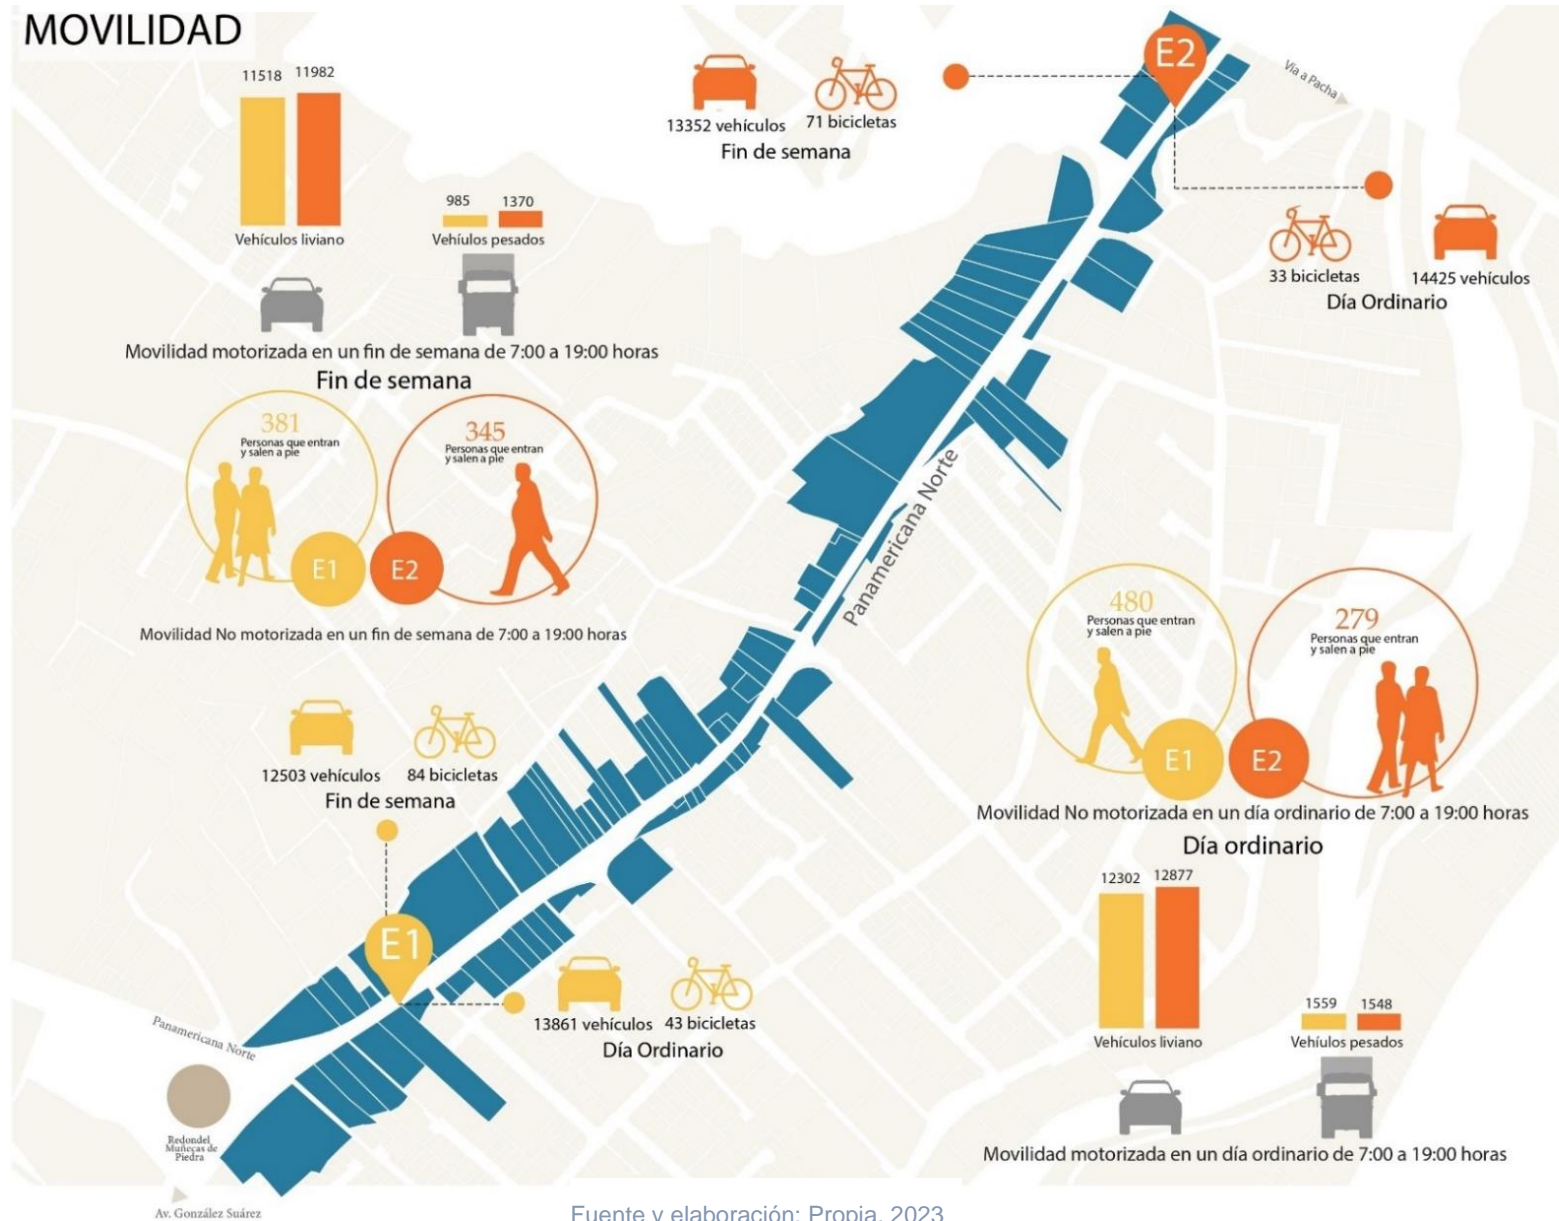 MOVILIDAD
11518
11982
Vehículos liviano
985
1370
Vehíulos pesados
Movilidad motorizada en un fin de semana de 7:00 a 19:00 horas
Fin de semana
381
Personas que entran
y salen a pie
345
Personas que entran
y salen a pie
E1
E2
Movilidad No motorizada en un fin de semana de 7:00 a 19:00 horas
13352 vehículos
71 bicicletas
Fin de semana
E2
Via a Pacha
33 bicicletas
14425 vehículos
Día Ordinario
Panamericana Norte
12503 vehículos
84 bicicletas
Fin de semana
E1
13861 vehículos
43 bicicletas
Día Ordinario
480
Personas que entran
y salen a pie
279
Personas que entran
y salen a pie
E1
E2
Movilidad No motorizada en un día ordinario de 7:00 a 19:00 horas
Día ordinario
12302
12877
Vehículos liviano
1559
1548
Vehíulos pesados
Movilidad motorizada en un día ordinario de 7:00 a 19:00 horas
Panamericana Norte
Redondel
Muñecas de
Piedra
Av. González Suárez
Fuente y elaboración: Propia, 2023